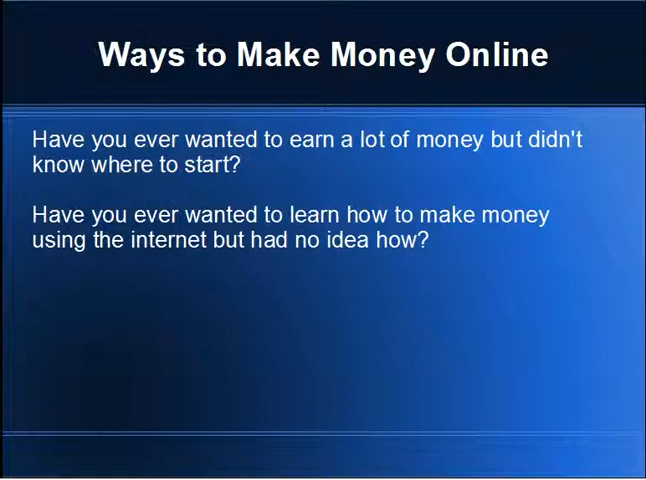 Ways to Make Money Online
Have you ever wanted to earn a lot of money but didn't
know where to start?
Have you ever wanted to learn how to make money
using the internet but had no idea how?